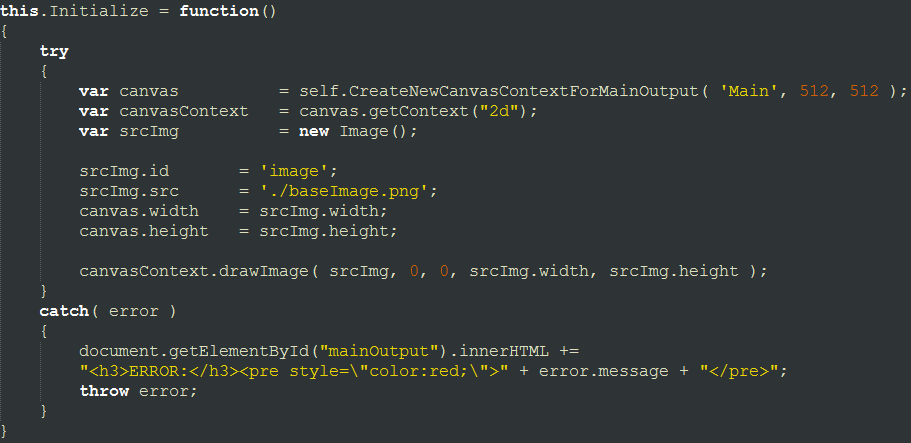 this.Initialize = function()
{
    try
    {
        var canvas          = self.CreateNewCanvasContextForMainOutput( 'Main', 512, 512 );
        var canvasContext   = canvas.getContext("2d");
        var srcImg          = new Image();

        srcImg.id       = 'image';
        srcImg.src      = './baseImage.png';
        canvas.width    = srcImg.width;
        canvas.height   = srcImg.height;

        canvasContext.drawImage( srcImg, 0, 0, srcImg.width, srcImg.height );
    }
    catch( error )
    {
        document.getElementById("mainOutput").innerHTML +=
        "<h3>ERROR:</h3><pre style=\"color:red;\">" + error.message + "</pre>";
        throw error;
    }
}